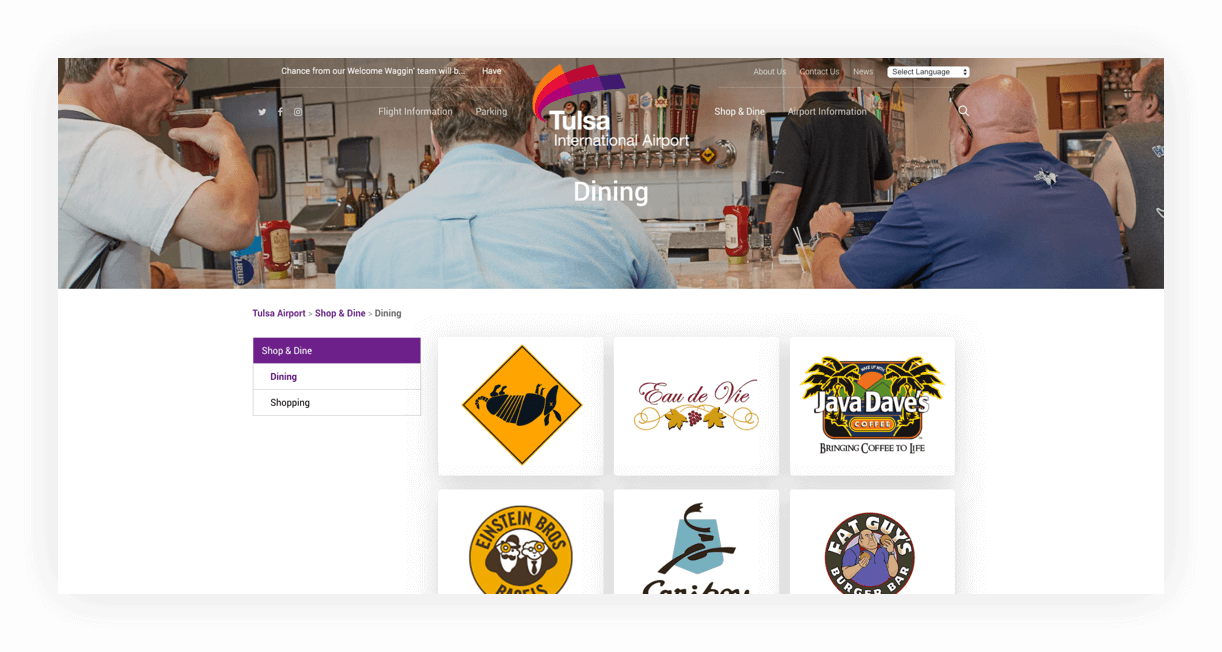 Chance from our Welcome Waggin' team will b... Have
About Us Contact Us News Select Language
Flight Information Parking
Tulsa
International Airport
Shop & Dine Airport Information
Dining
smart
Tulsa Airport > Shop & Dine > Dining
Shop & Dine
Dining
Shopping
Eau de Vie
WAKE UP WITH
Java Dave's
COFFEE
BRINGING COFFEE TO LIFE
EINSTEIN BROS
BAGELS
Caribou
FAT GUY'S
BURGER BAR